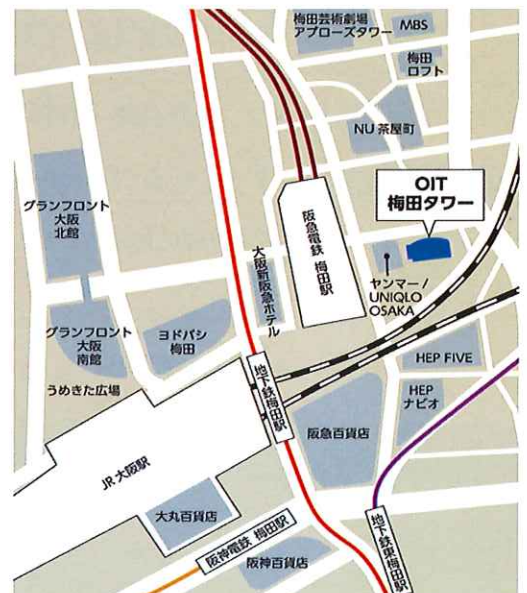 梅田芸術劇場
アプローズタワー
MBS
梅田
ロフト
NU 茶屋町
OIT
梅田タワー
グランフロント
大阪
北館
阪急電鉄 梅田駅
大阪新阪急ホテル
ヤンマー/
UNIQLO
OSAKA
グランフロント
大阪
南館
ヨドバシ
梅田
うめきた広場
地下鉄梅田駅
HEP FIVE
HEP
ナビオ
阪急百貨店
JR 大阪駅
大丸百貨店
阪神電鉄 梅田駅
阪神百貨店
地下鉄東梅田駅